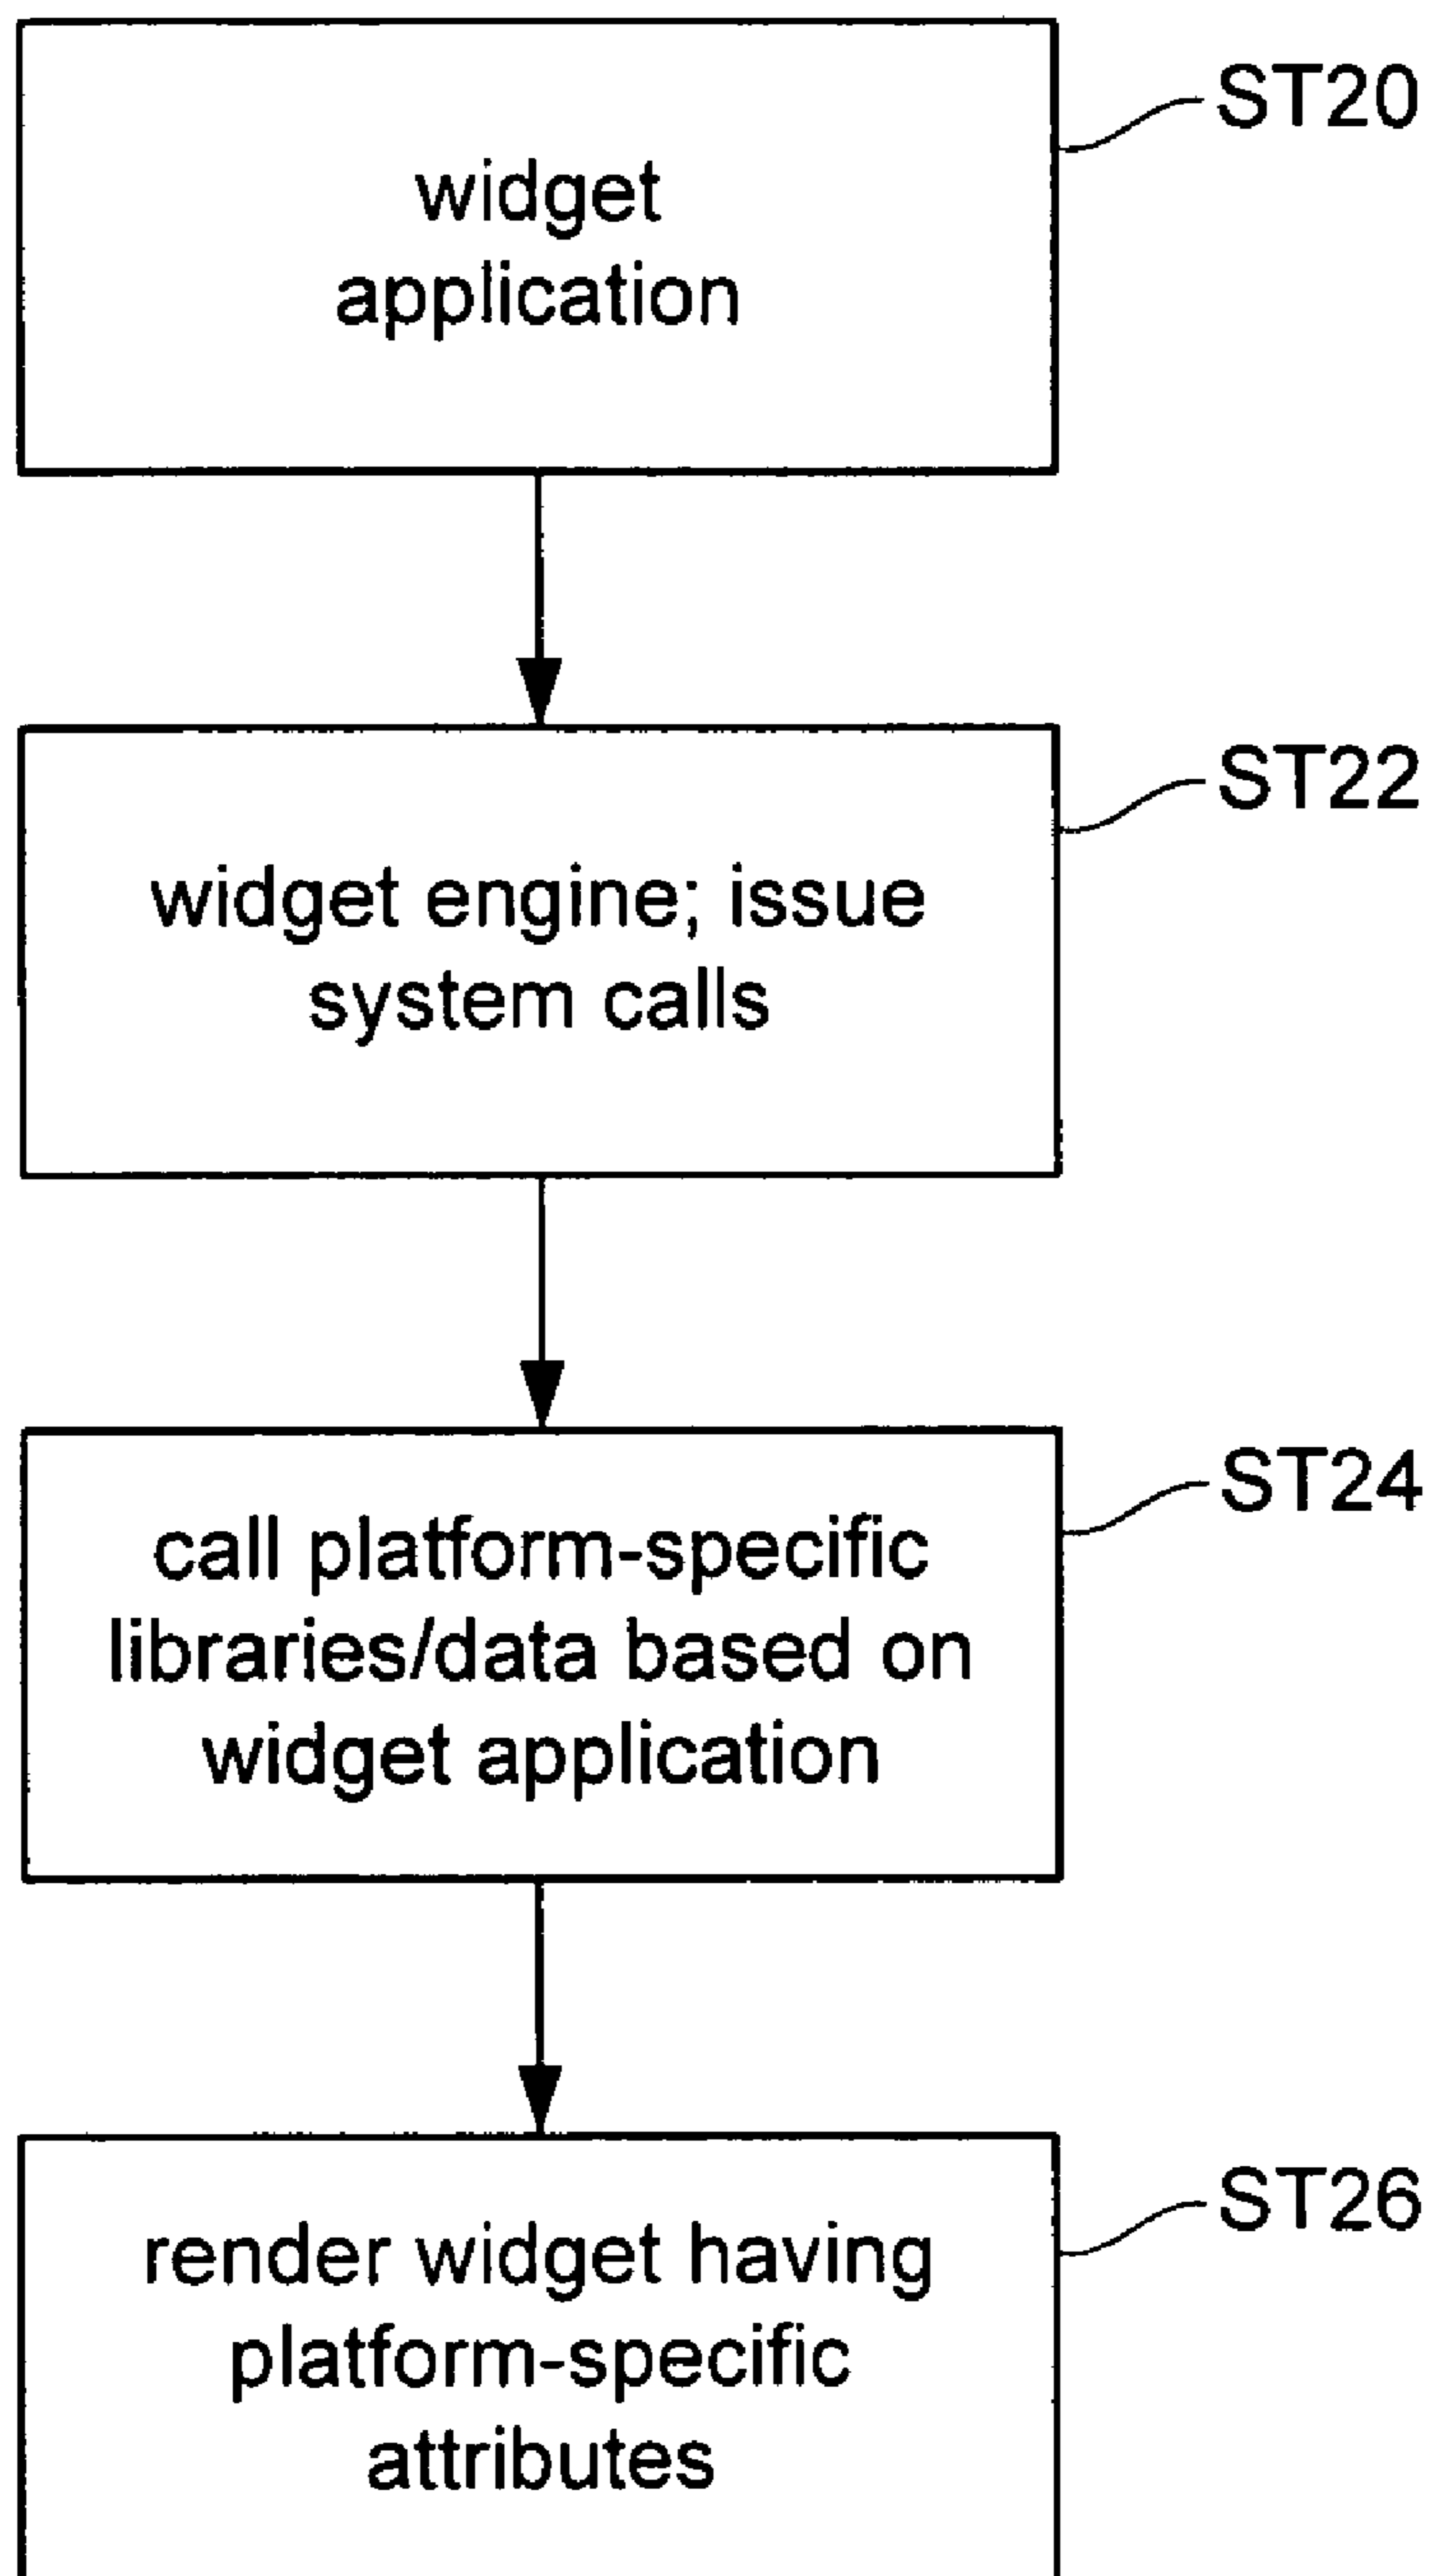 widget
application
ST20
widget engine; issue
system calls
ST22
call platform-specific
libraries/data based on
widget application
ST24
render widget having
platform-specific
attributes
ST26